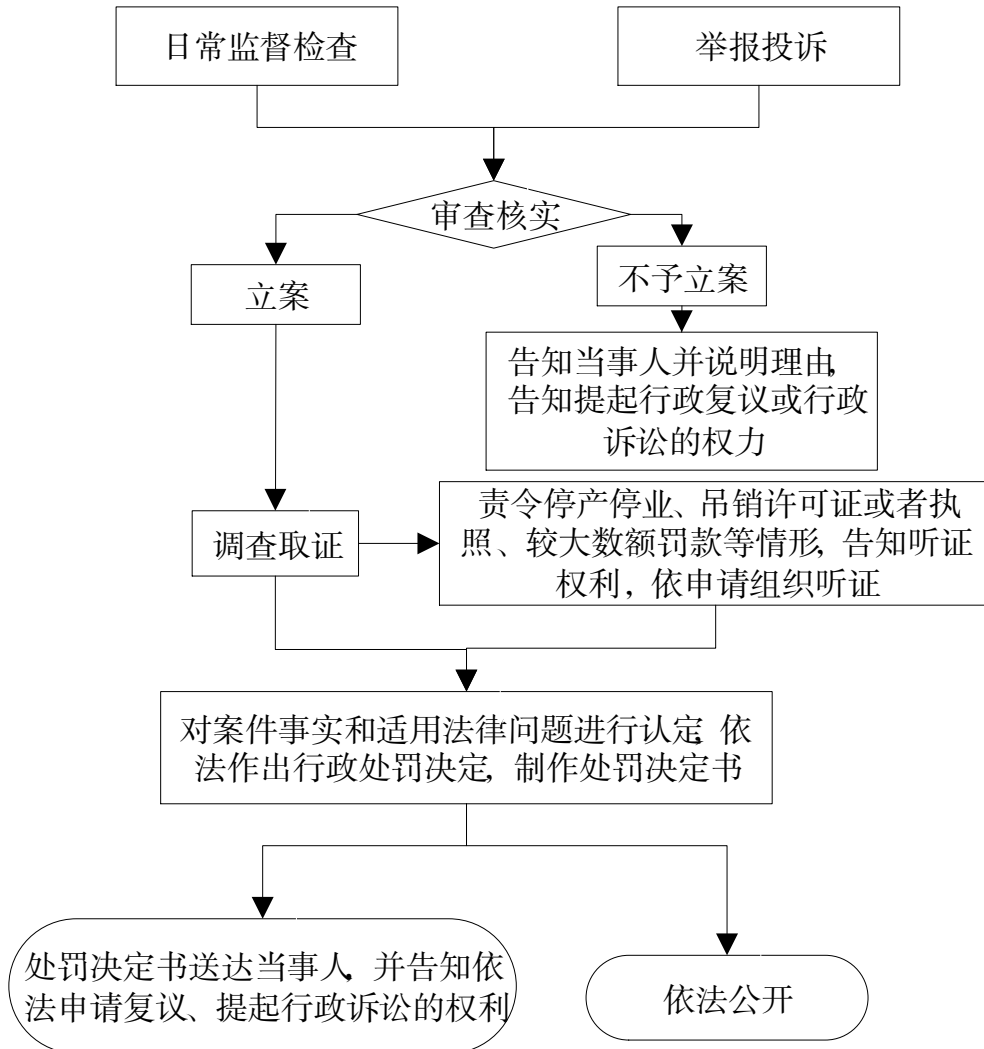 日常监督检查
举报投诉
审查核实
立案
不予立案
告知当事人并说明理由,
告知提起行政复议或行政
诉讼的权力
调查取证
责令停产停业、吊销许可证或者执
照、较大数额罚款等情形, 告知听证
权利, 依申请组织听证
对案件事实和适用法律问题进行认定, 依
法作出行政处罚决定, 制作处罚决定书
处罚决定书送达当事人, 并告知依
法申请复议、提起行政诉讼的权利
依法公开